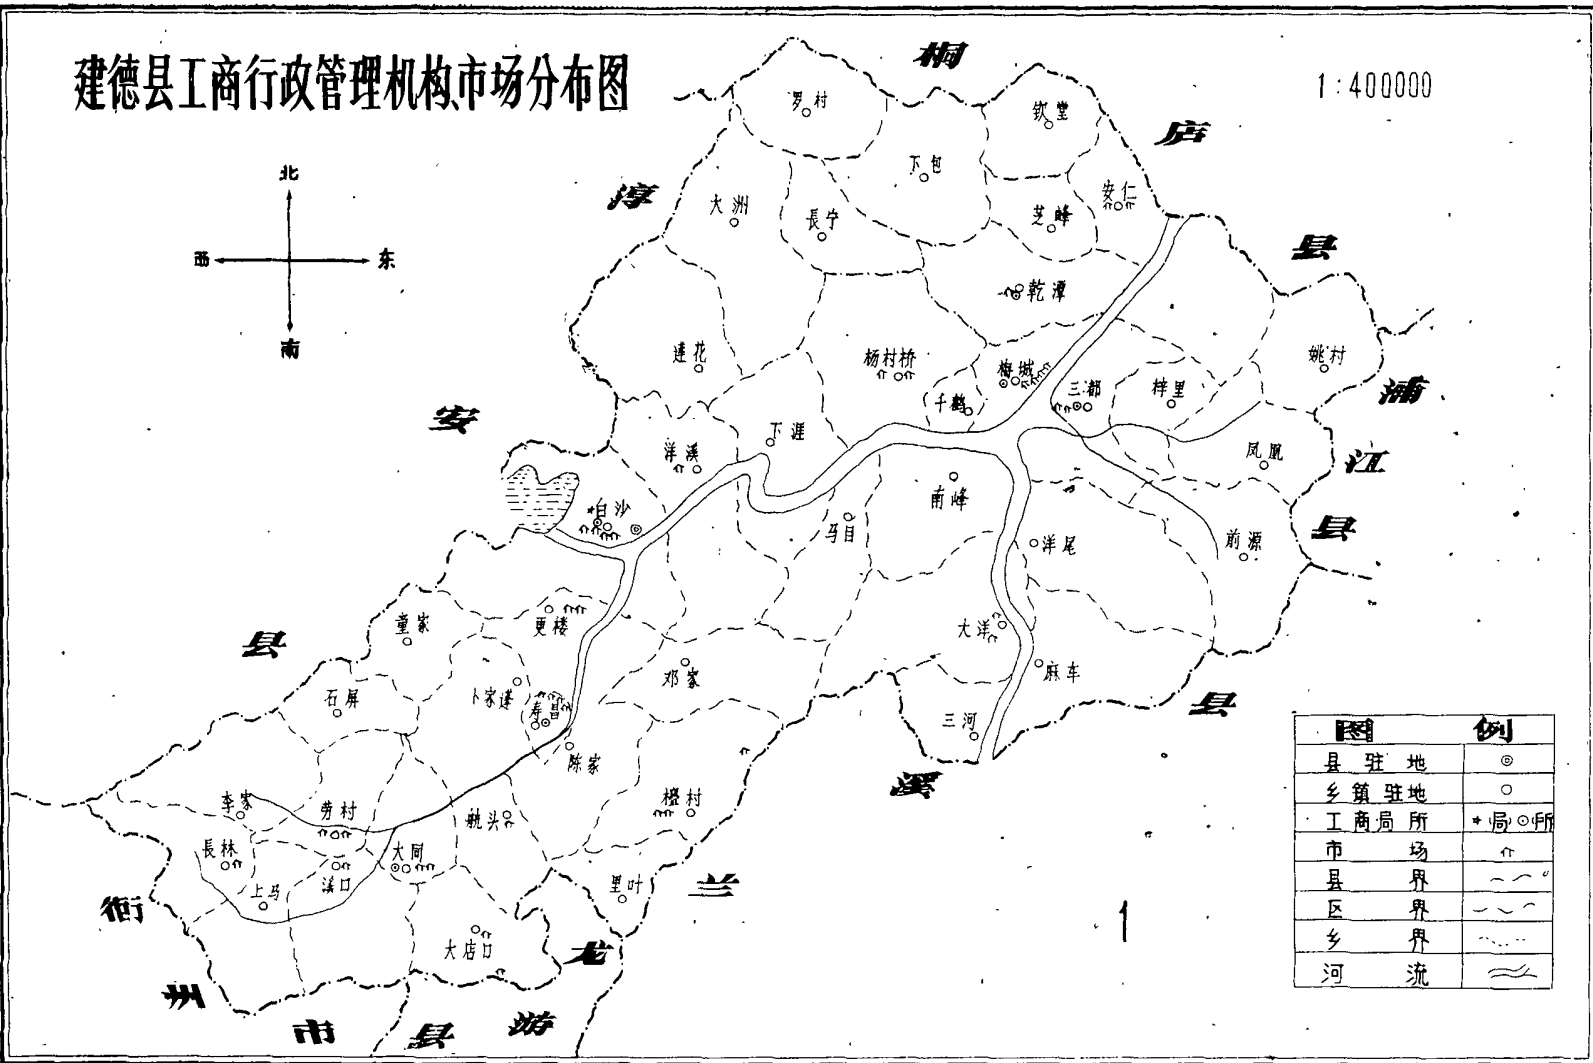 建德县工商行政管理机构、市场分布图
1:400000
北
西
东
南
桐
庐
县
浦
江
县
淳
安
县
衢
州
市
龙
游
县
兰
溪
县
罗村
钦堂
下包
安仁
大洲
長宁
芝峰
乾潭
莲花
杨村桥
梅城
千鹤
三都
梓里
姚村
凤凰
洋溪
下涯
白沙
马目
南峰
洋尾
前源
童家
更楼
大洋
麻车
石屏
卜家蓬
寿昌
邓家
三河
陈家
李家
劳村
航头
檀村
長林
上马
溪口
大同
里叶
大店口
图例
县驻地
乡镇驻地
工商局所 局 所
市场
县界
区界
乡界
河流
1